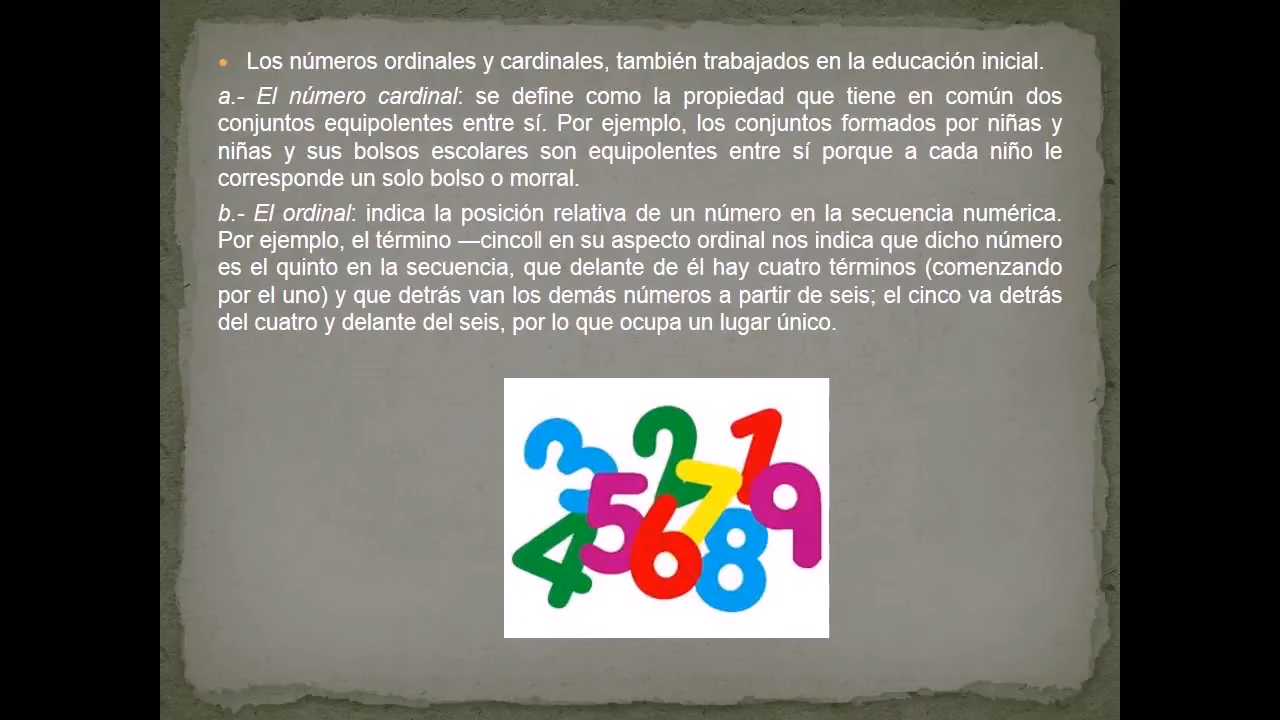 • Los números ordinales y cardinales, también trabajados en la educación inicial.
a.- El número cardinal: se define como la propiedad que tiene en común dos
conjuntos equipolentes entre sí. Por ejemplo, los conjuntos formados por niñas y
niñas y sus bolsos escolares son equipolentes entre sí porque a cada niño le
corresponde un solo bolso o morral.
b.- El ordinal: indica la posición relativa de un número en la secuencia numérica.
Por ejemplo, el término ―cinco‖ en su aspecto ordinal nos indica que dicho número
es el quinto en la secuencia, que delante de él hay cuatro términos (comenzando
por el uno) y que detrás van los demás números a partir de seis; el cinco va detrás
del cuatro y delante del seis, por lo que ocupa un lugar único.
3 2 1
5 7 9
4 6 8